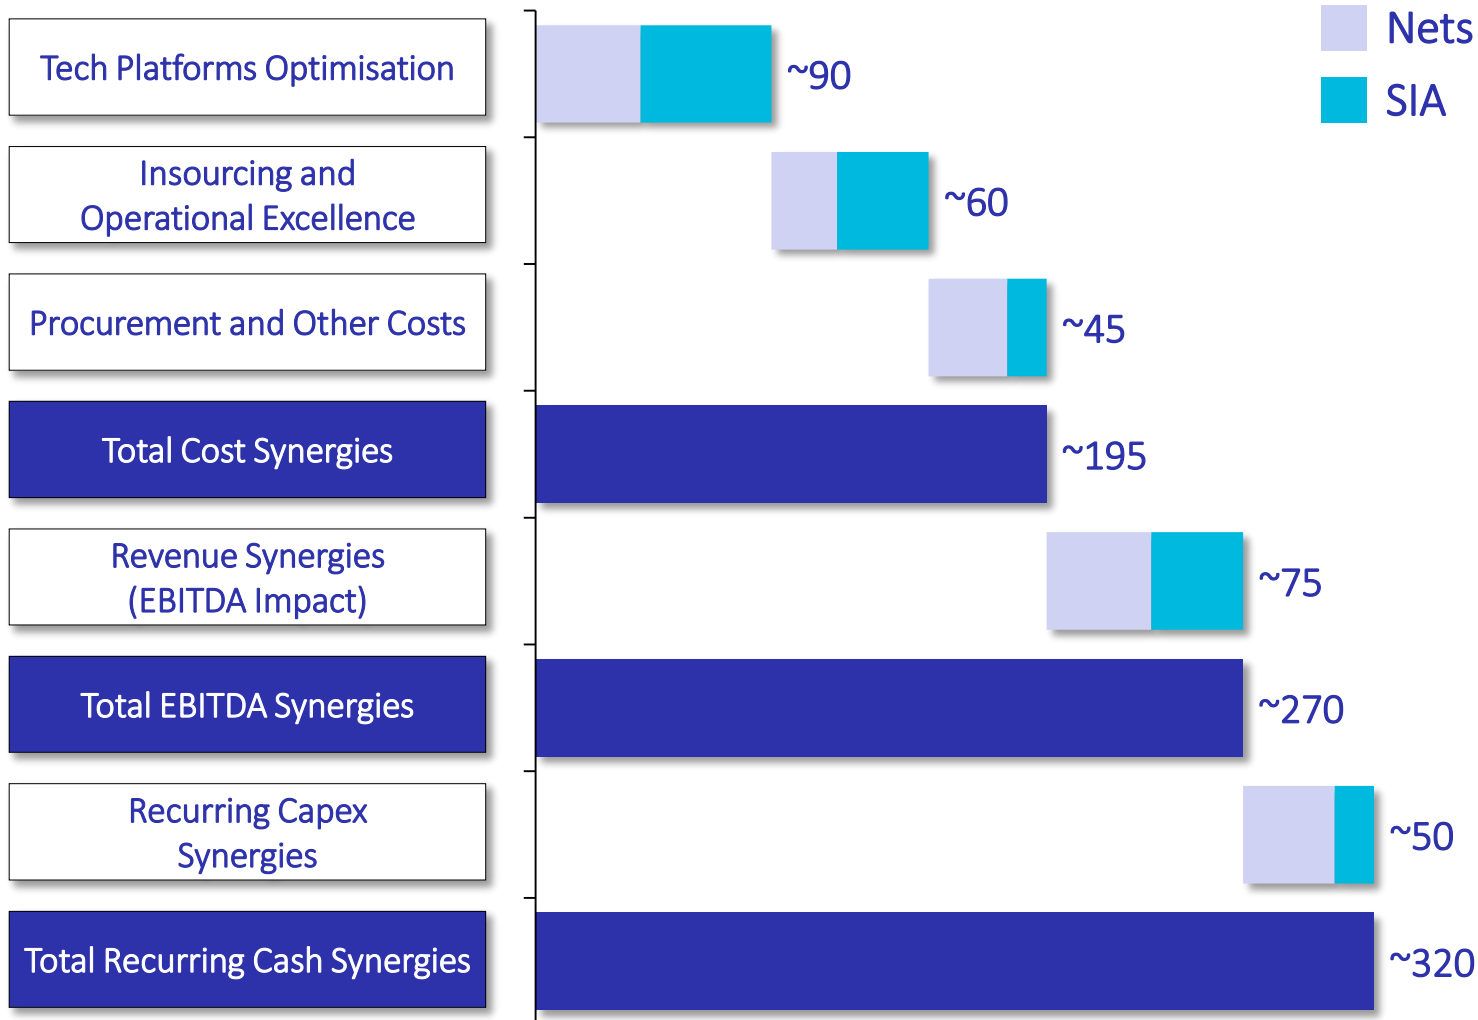 Nets
SIA
Tech Platforms Optimisation
~90
Insourcing and
Operational Excellence
~60
Procurement and Other Costs
~45
Total Cost Synergies
~195
Revenue Synergies
(EBITDA Impact)
~75
Total EBITDA Synergies
~270
Recurring Capex
Synergies
~50
Total Recurring Cash Synergies
~320